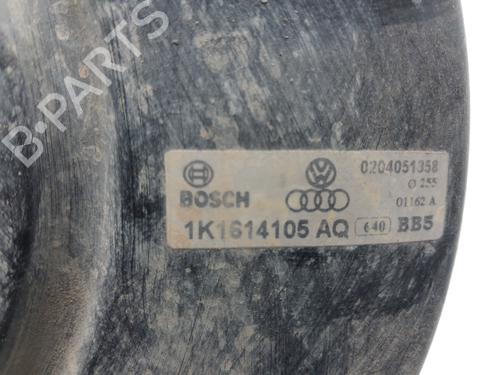 B-PARTS
BOSCH
0204051358
Ø 255
01162 A
1K1614105 AQ 640 BB5